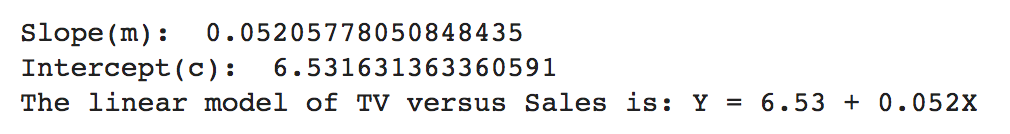 Slope(m):  0.05205778050848435
Intercept(c):  6.531631363360591
The linear model of TV versus Sales is: Y = 6.53 + 0.052X